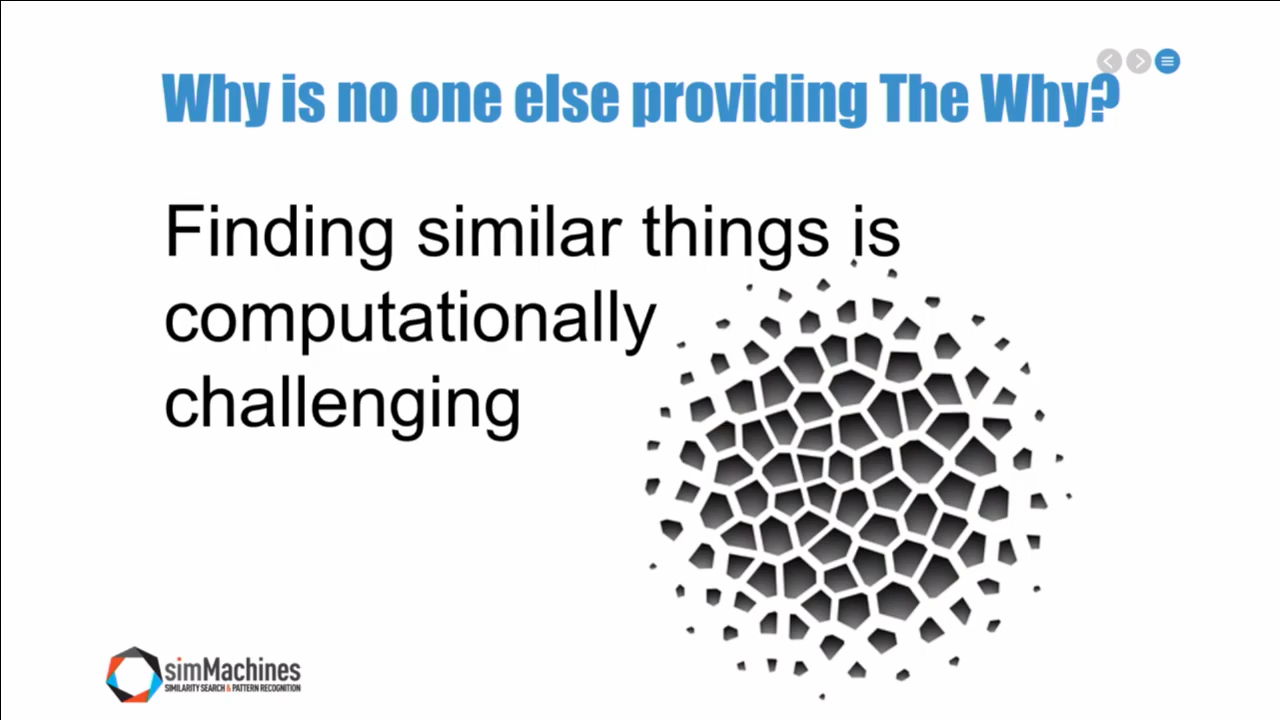 Why is no one else providing The Why?
Finding similar things is
computationally
challenging
simMachines
SIMILARITY SEARCH & PATTERN RECOGNITION